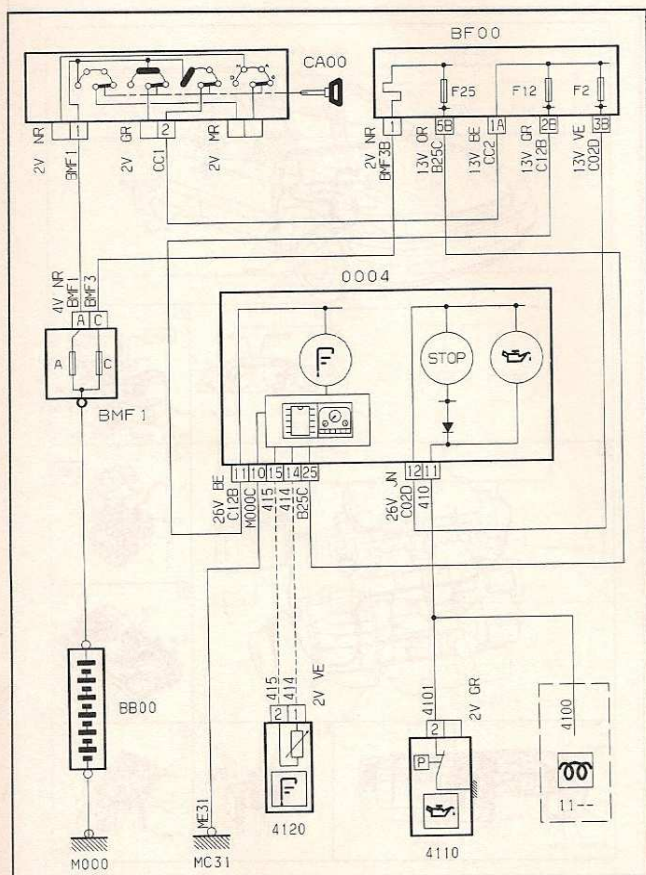 BF00
CA00
F25 F12 F2
1 2
1 5B 1A 2B 3B
2V NR
BMF1
2V GR
CC1
2V MR
2V NR
BMF3B
13V OR
B25C
13V BE
CC2
13V GR
C12B
13V VE
C02D
0004
4V NR
BMF1
BMF3
A C
A C
BMF1
STOP
11 10 15 14 25
12 11
26V BE
C12B
M000C
415
414
B25C
26V JN
C02D
410
BB00
415
414
2V VE
2 1
4101
2V GR
2
P
4100
11--
ME31
M000
MC31
4120
4110